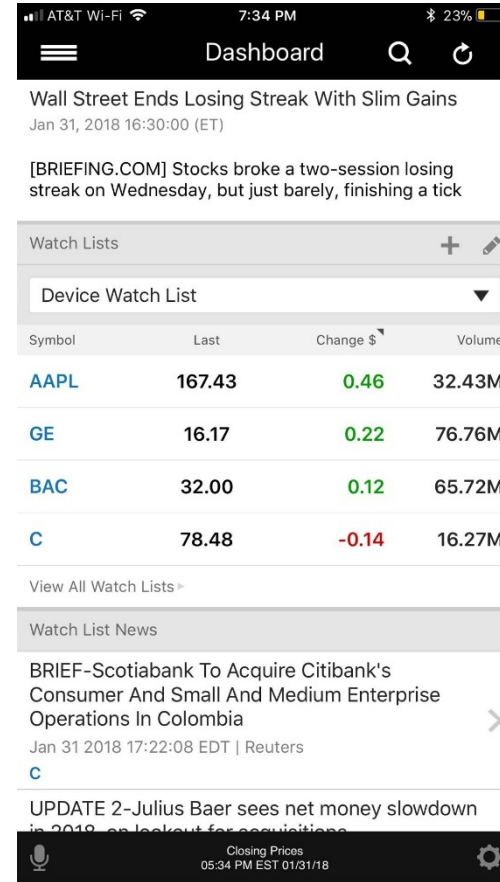 AT&T Wi-Fi 7:34 PM 23%
Dashboard
Wall Street Ends Losing Streak With Slim Gains
Jan 31, 2018 16:30:00 (ET)
[BRIEFING.COM] Stocks broke a two-session losing
streak on Wednesday, but just barely, finishing a tick
Watch Lists
Device Watch List
Symbol Last Change $ Volume
AAPL 167.43 0.46 32.43M
GE 16.17 0.22 76.76M
BAC 32.00 0.12 65.72M
C 78.48 -0.14 16.27M
View All Watch Lists
Watch List News
BRIEF-Scotiabank To Acquire Citibank's
Consumer And Small And Medium Enterprise
Operations In Colombia
Jan 31 2018 17:22:08 EDT | Reuters
C
UPDATE 2-Julius Baer sees net money slowdown
in 2018, on lookout for acquisitions
Closing Prices
05:34 PM EST 01/31/18